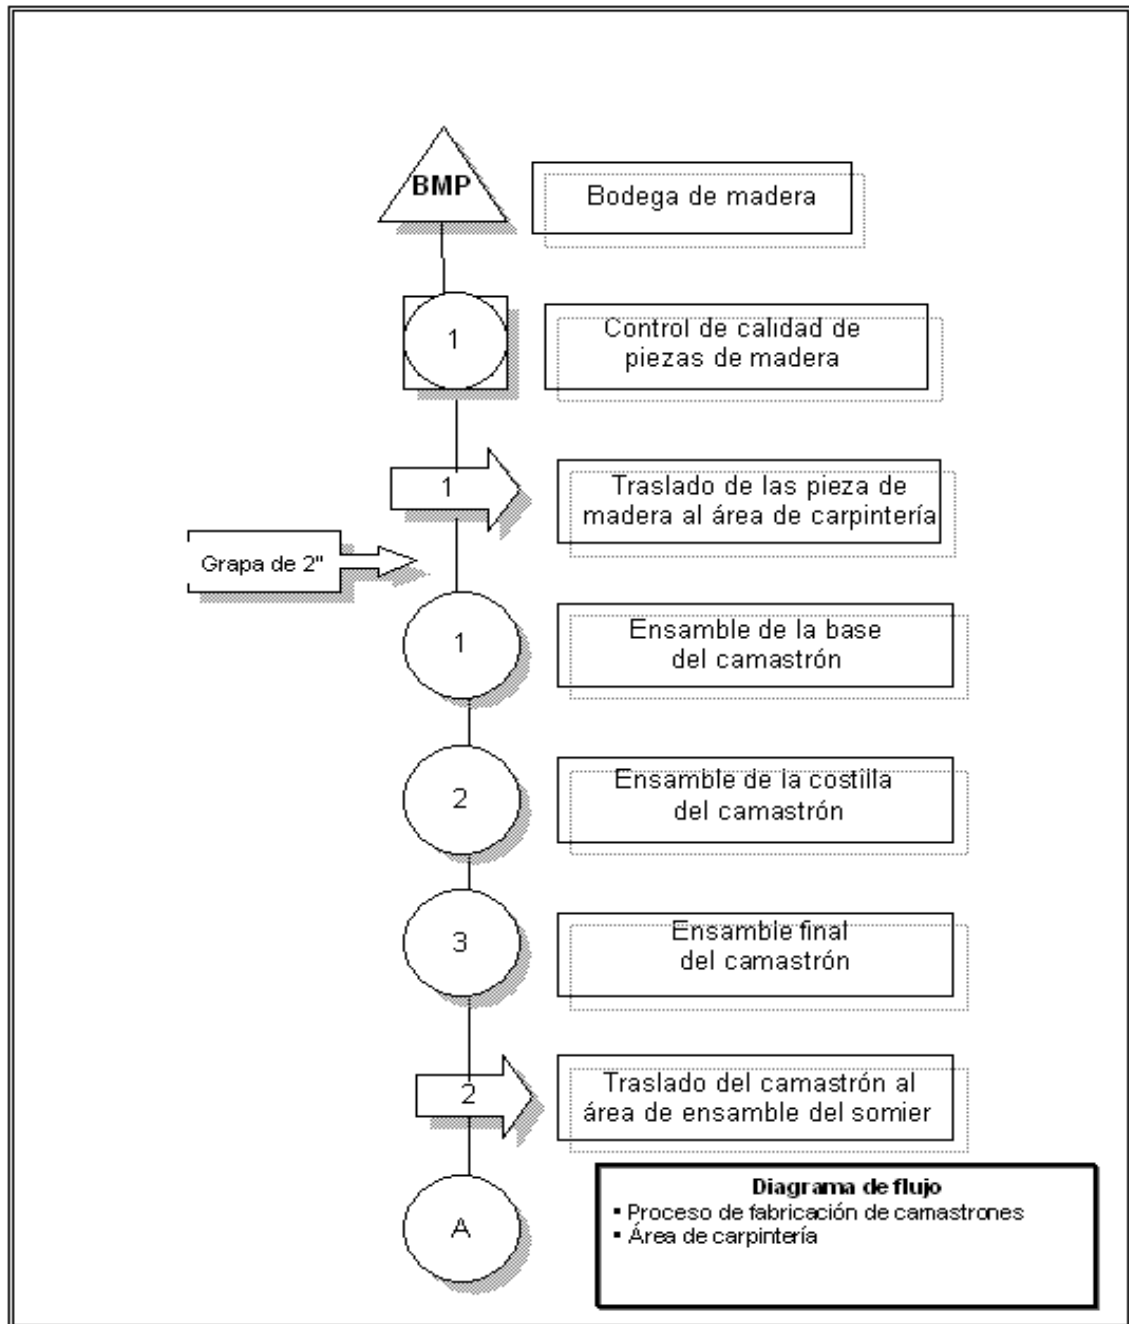 BMP
Bodega de madera
1
Control de calidad de
piezas de madera
1
Traslado de las pieza de
madera al área de carpintería
Grapa de 2"
1
Ensamble de la base
del camastrón
2
Ensamble de la costilla
del camastrón
3
Ensamble final
del camastrón
2
Traslado del camastrón al
área de ensamble del somier
A
Diagrama de flujo
▪ Proceso de fabricación de camastrones
▪ Área de carpintería